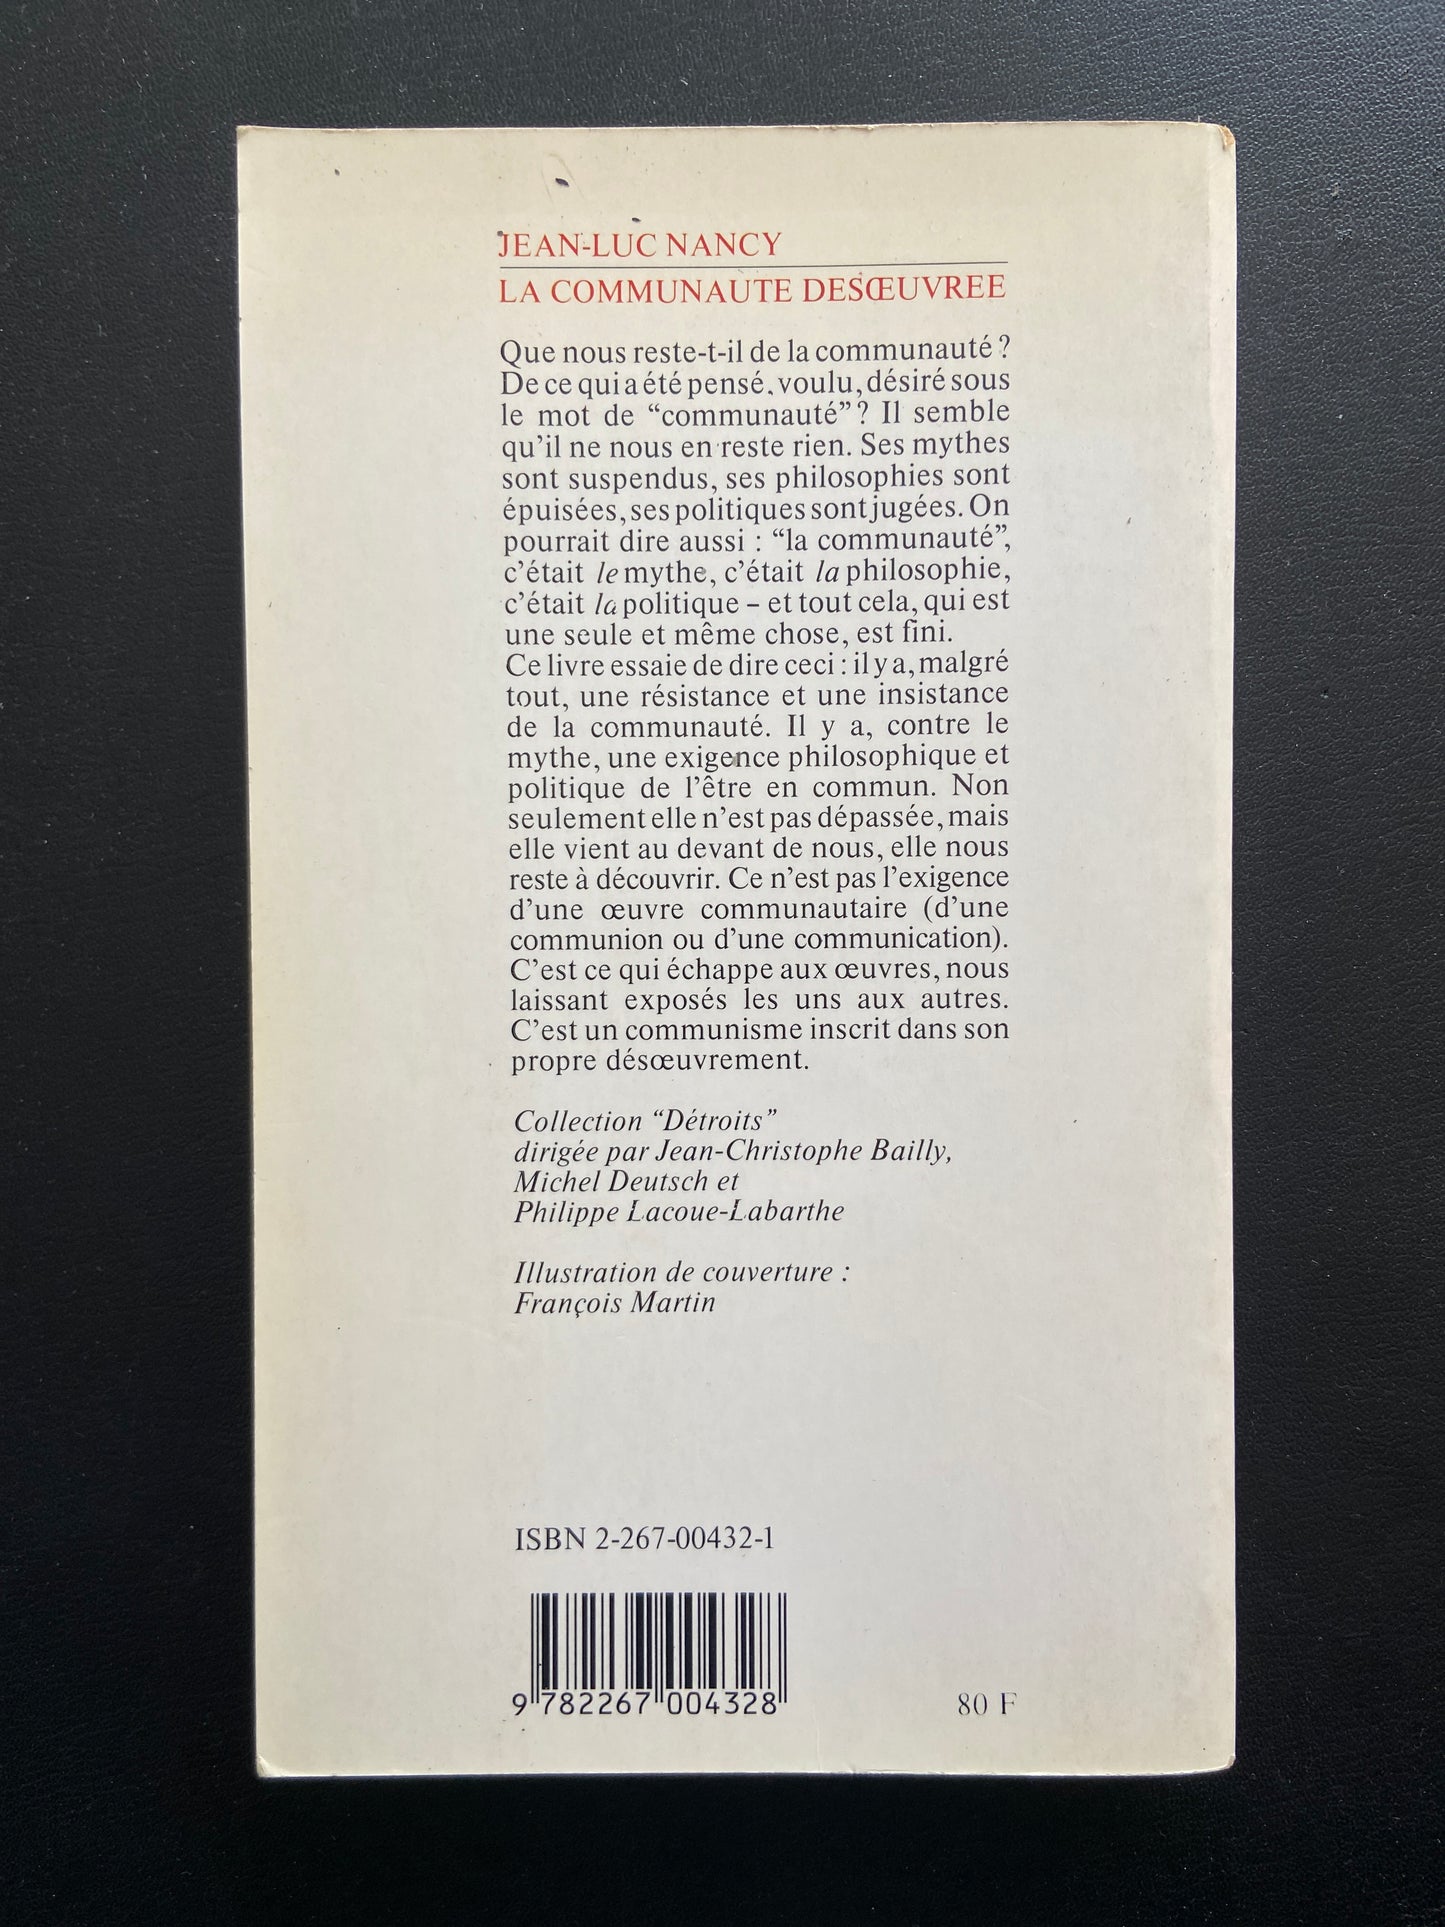 JEAN-LUC NANCY
LA COMMUNAUTE DESŒUVREE
Que nous reste-t-il de la communauté ?
De ce qui a été pensé, voulu, désiré sous
le mot de “communauté” ? Il semble
qu’il ne nous en reste rien. Ses mythes
sont suspendus, ses philosophies sont
épuisées, ses politiques sont jugées. On
pourrait dire aussi : “la communauté”,
c’était le mythe, c’était la philosophie,
c’était la politique – et tout cela, qui est
une seule et même chose, est fini.
Ce livre essaie de dire ceci : il y a, malgré
tout, une résistance et une insistance
de la communauté. Il y a, contre le
mythe, une exigence philosophique et
politique de l’être en commun. Non
seulement elle n’est pas dépassée, mais
elle vient au devant de nous, elle nous
reste à découvrir. Ce n’est pas l’exigence
d’une œuvre communautaire (d’une
communion ou d’une communication).
C’est ce qui échappe aux œuvres, nous
laissant exposés les uns aux autres.
C’est un communisme inscrit dans son
propre désœuvrement.
Collection “Détroits”
dirigée par Jean-Christophe Bailly,
Michel Deutsch et
Philippe Lacoue-Labarthe
Illustration de couverture :
François Martin
ISBN 2-267-00432-1
9 782267 004328
80 F